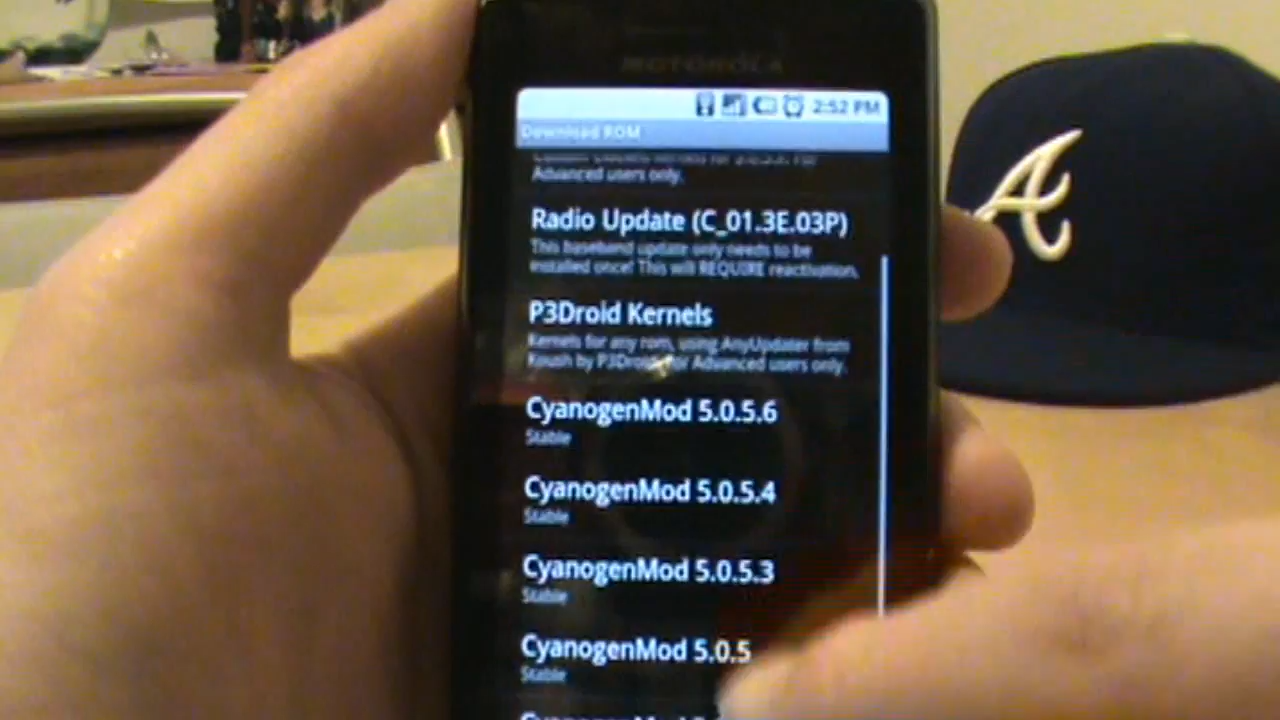 MOTOROLA
2:52 PM
Download ROM
Advanced users only.
Radio Update (C_01.3E.03P)
This baseband update only needs to be
installed once! This will REQUIRE reactivation.
P3Droid Kernels
Kernels for any rom, using AnyUpdater from
Koush by P3Droid for Advanced users only.
CyanogenMod 5.0.5.6
Stable
CyanogenMod 5.0.5.4
Stable
CyanogenMod 5.0.5.3
Stable
CyanogenMod 5.0.5
Stable
A